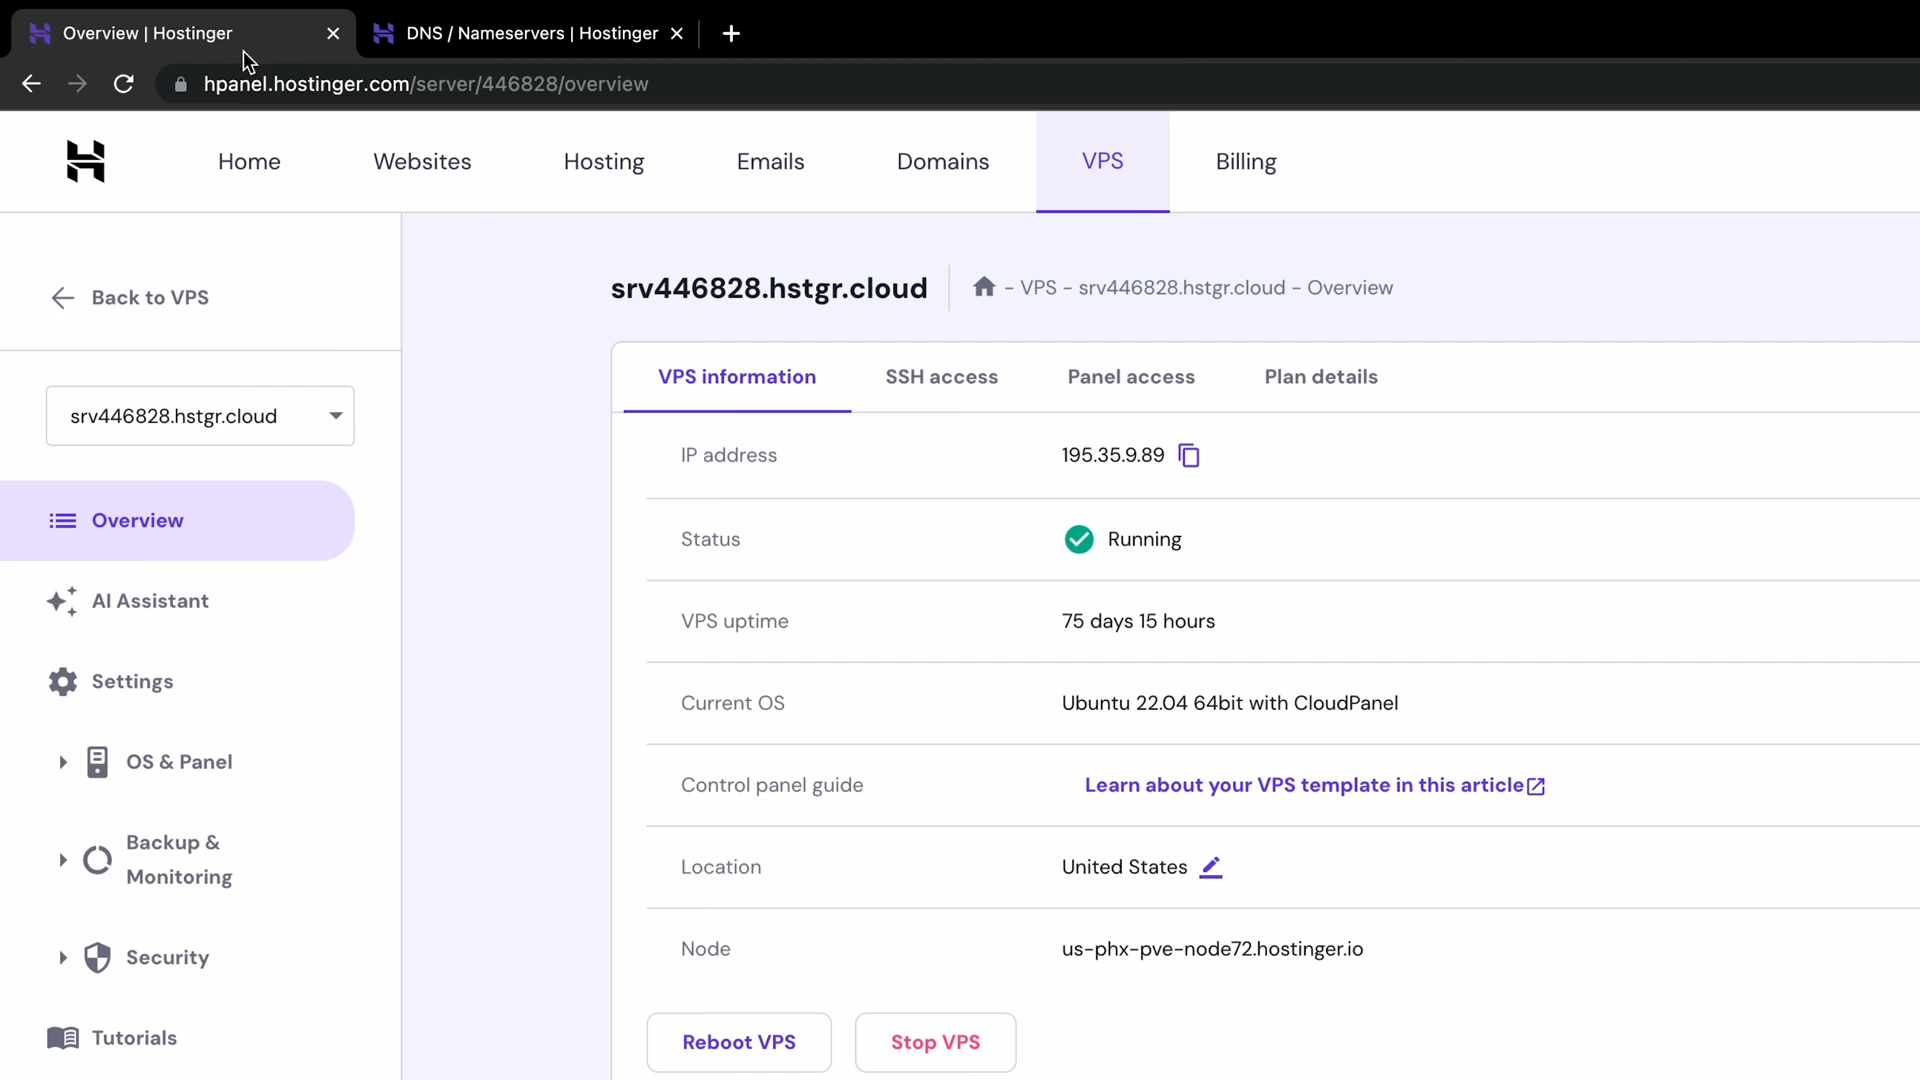 Overview | Hostinger
DNS / Nameservers | Hostinger
hpanel.hostinger.com/server/446828/overview
Home
Websites
Hosting
Emails
Domains
VPS
Billing
Back to VPS
srv446828.hstgr.cloud
- VPS - srv446828.hstgr.cloud - Overview
srv446828.hstgr.cloud
Overview
AI Assistant
Settings
OS & Panel
Backup &
Monitoring
Security
Tutorials
VPS information
SSH access
Panel access
Plan details
IP address
195.35.9.89
Status
Running
VPS uptime
75 days 15 hours
Current OS
Ubuntu 22.04 64bit with CloudPanel
Control panel guide
Learn about your VPS template in this article
Location
United States
Node
us-phx-pve-node72.hostinger.io
Reboot VPS
Stop VPS